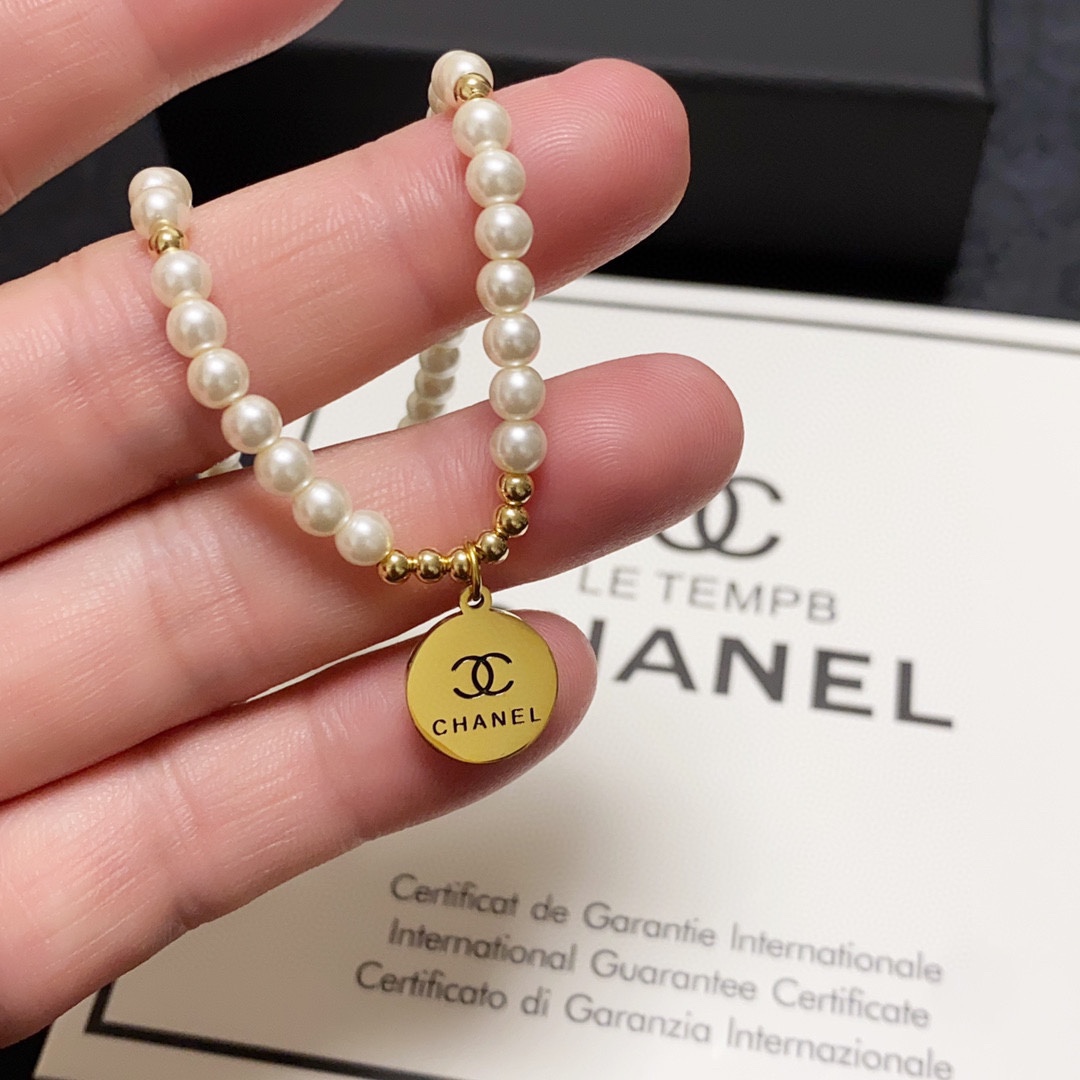 CHANEL
LE TEMPB
HANEL
Certificat de Garantie Internationale
International Guarantee Certificate
Certificato di Garanzia Internazionale